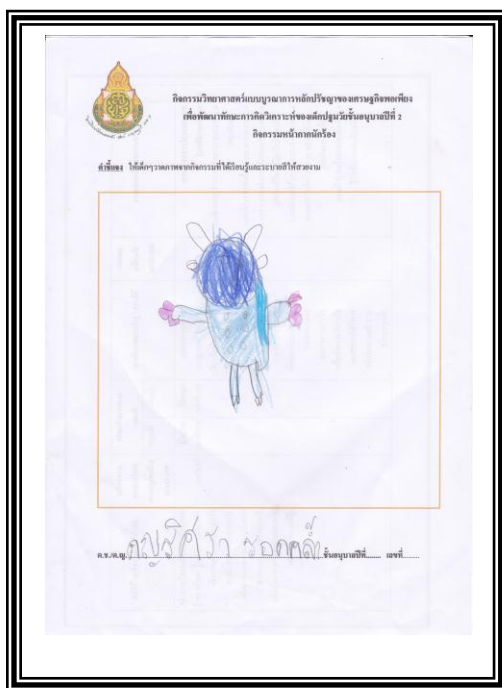 กิจกรรมวิทยาศาสตร์แบบบูรณาการหลักปรัชญาของเศรษฐกิจพอเพียง
เพื่อพัฒนาทักษะการคิดวิเคราะห์ของเด็กปฐมวัยชั้นอนุบาลปีที่ 2
กิจกรรมหน้ากากนักร้อง
คำชี้แจง ให้เด็กๆวาดภาพจากกิจกรรมที่ได้เรียนรู้และระบายสีให้สวยงาม
ด.ช./ด.ญ. ชั้นอนุบาลปีที่....... เลขที่.......